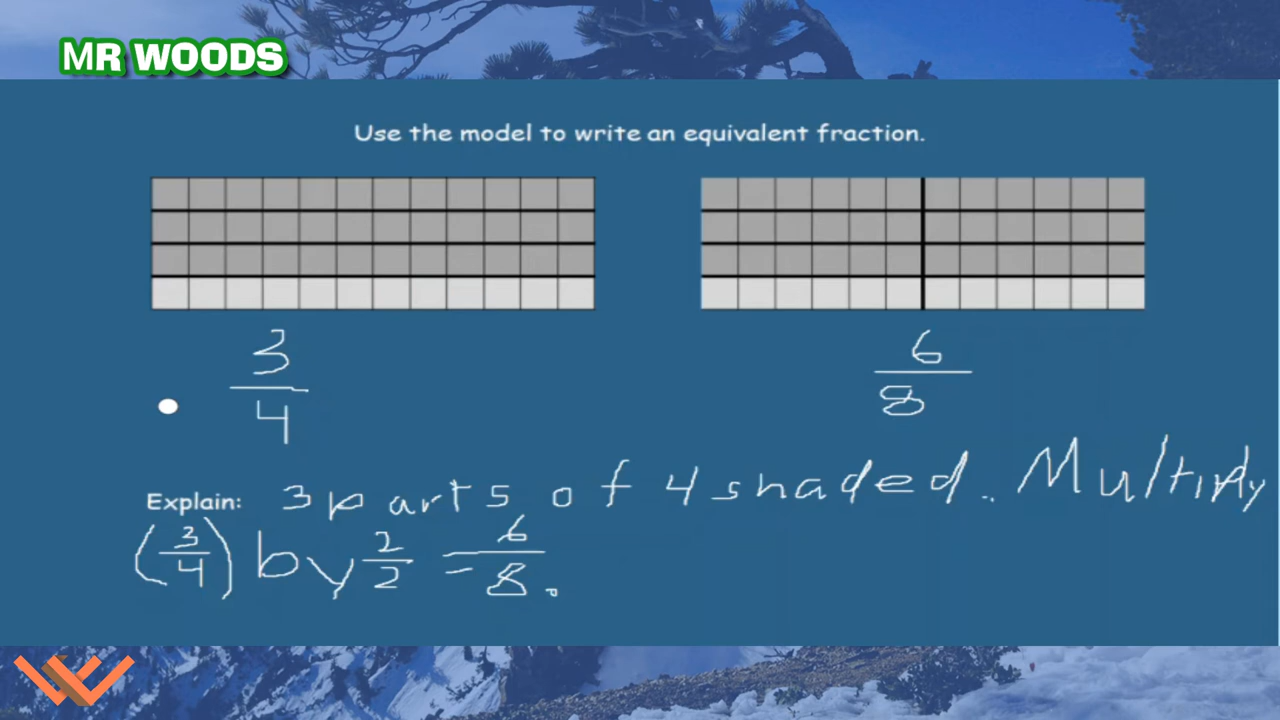 MR WOODS
Use the model to write an equivalent fraction.
3/4
6/8
Explain: 3 parts of 4 shaded. Multiply
(3/4) by 2/2 = 6/8.